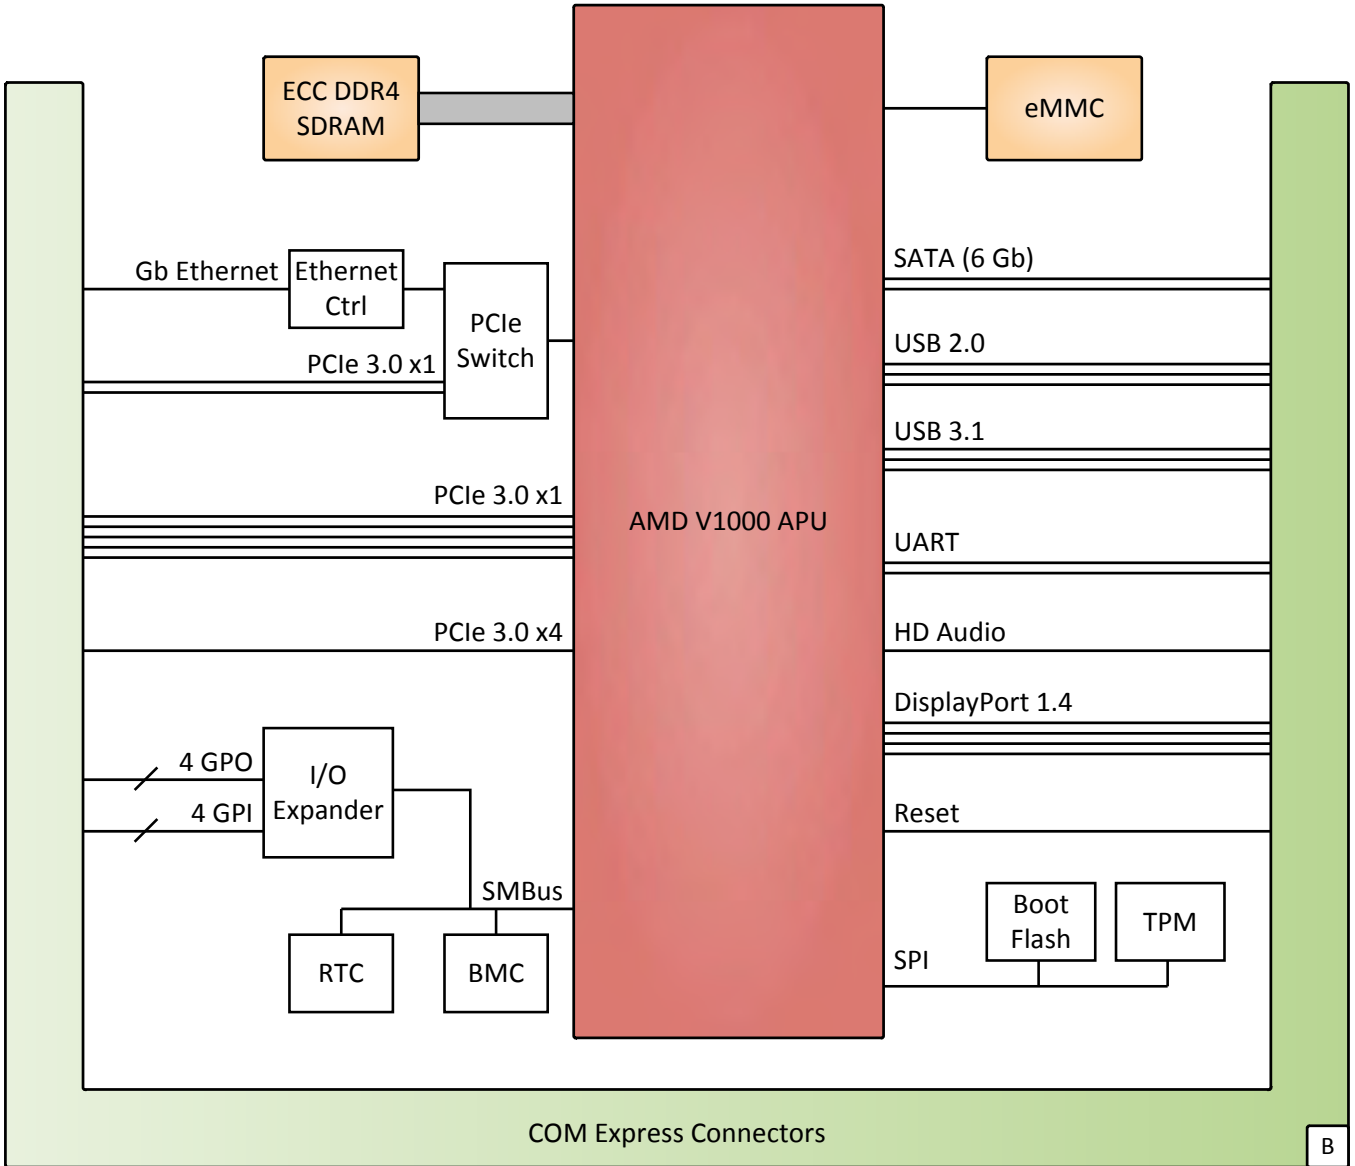 ECC DDR4
SDRAM
eMMC
Gb Ethernet
Ethernet
Ctrl
PCIe
Switch
PCIe 3.0 x1
PCIe 3.0 x1
PCIe 3.0 x4
4 GPO
4 GPI
I/O
Expander
SMBus
RTC
BMC
AMD V1000 APU
SATA (6 Gb)
USB 2.0
USB 3.1
UART
HD Audio
DisplayPort 1.4
Reset
SPI
Boot
Flash
TPM
COM Express Connectors
B